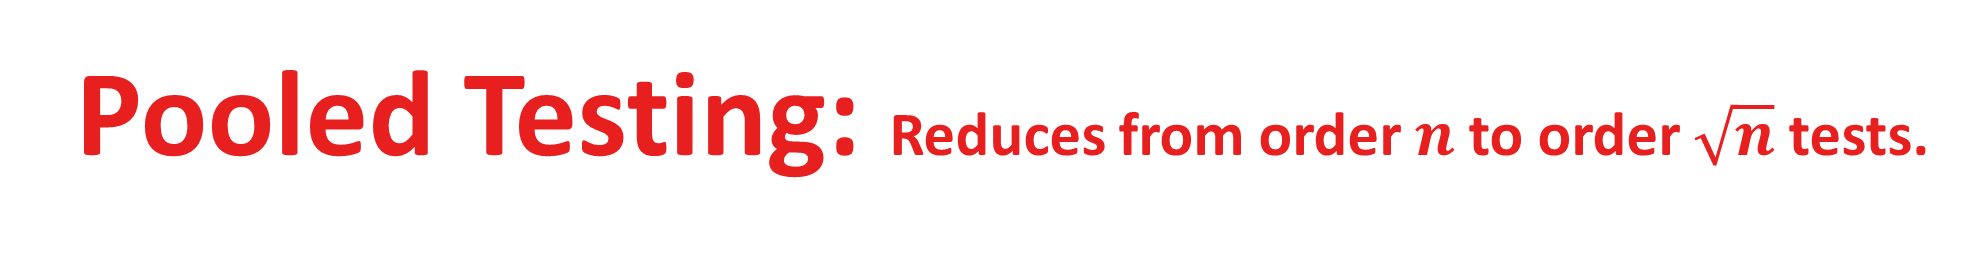 Pooled Testing: Reduces from order n to order √n tests.